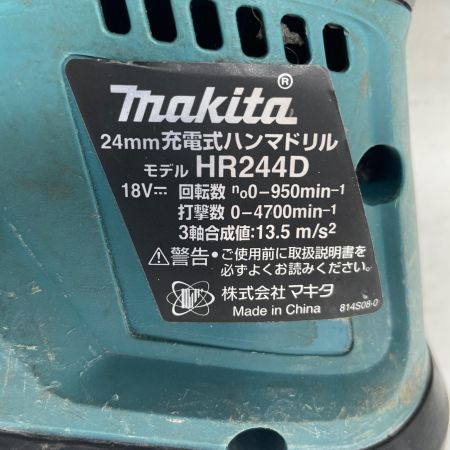 makita®
24mm充電式ハンマドリル
モデル HR244D
18V⎓ 回転数 n₀0-950min⁻¹
打撃数 0-4700min⁻¹
3軸合成値:13.5 m/s²
⚠警告・ご使用前に取扱説明書を
必ずよくお読みください。
株式会社 マキタ
Made in China 814S08-0